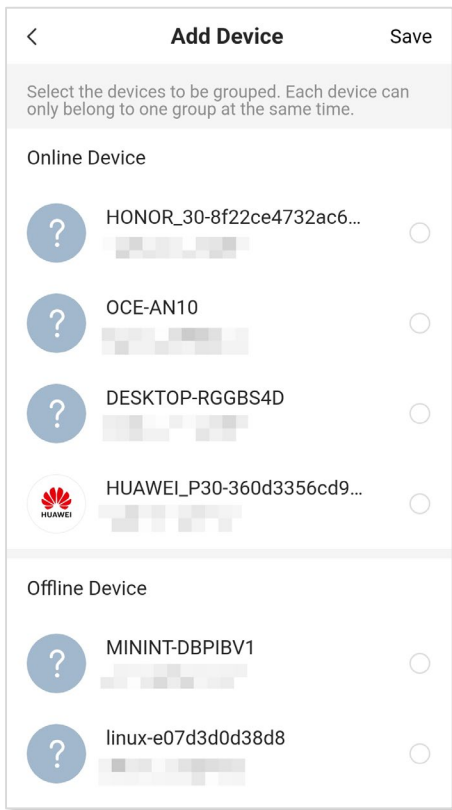 Add Device
Save
Select the devices to be grouped. Each device can
only belong to one group at the same time.
Online Device
?
HONOR_30-8f22ce4732ac6...
?
OCE-AN10
?
DESKTOP-RGGBS4D
HUAWEI
HUAWEI_P30-360d3356cd9...
Offline Device
?
MININT-DBPIBV1
?
linux-e07d3d0d38d8